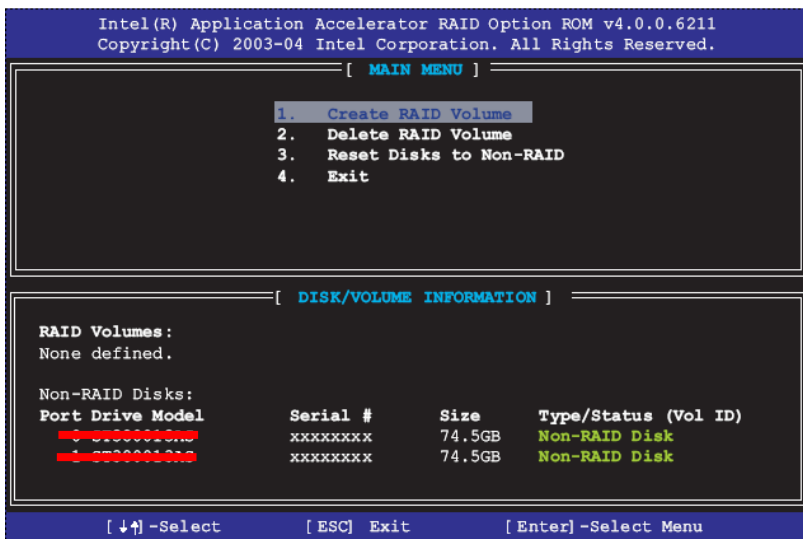 Intel(R) Application Accelerator RAID Option ROM v4.0.0.6211
Copyright(C) 2003-04 Intel Corporation. All Rights Reserved.
[ MAIN MENU ]
1. Create RAID Volume
2. Delete RAID Volume
3. Reset Disks to Non-RAID
4. Exit
[ DISK/VOLUME INFORMATION ]
RAID Volumes:
None defined.
Non-RAID Disks:
Port Drive Model Serial # Size Type/Status (Vol ID)
xxxxxxxx 74.5GB Non-RAID Disk
xxxxxxxx 74.5GB Non-RAID Disk
[↓↑]-Select [ESC] Exit [Enter]-Select Menu